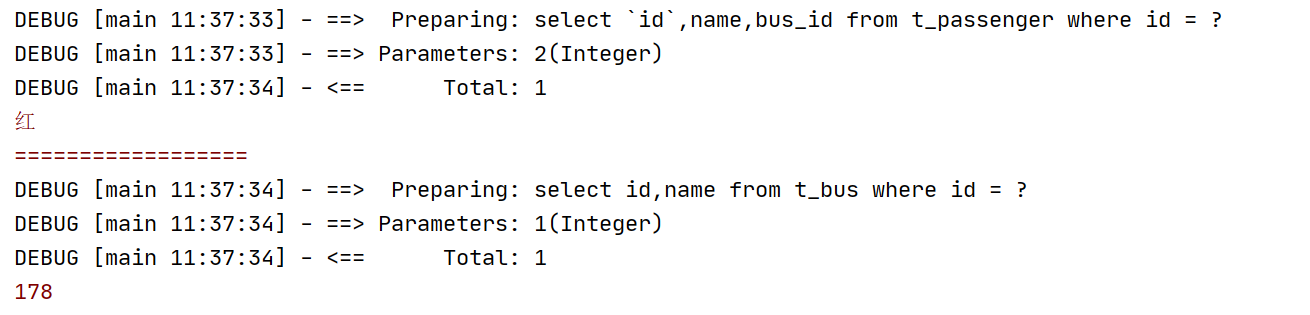 DEBUG [main 11:37:33] - ==>  Preparing: select `id`,name,bus_id from t_passenger where id = ?
DEBUG [main 11:37:33] - ==> Parameters: 2(Integer)
DEBUG [main 11:37:34] - <==      Total: 1
红
==================
DEBUG [main 11:37:34] - ==>  Preparing: select id,name from t_bus where id = ?
DEBUG [main 11:37:34] - ==> Parameters: 1(Integer)
DEBUG [main 11:37:34] - <==      Total: 1
178